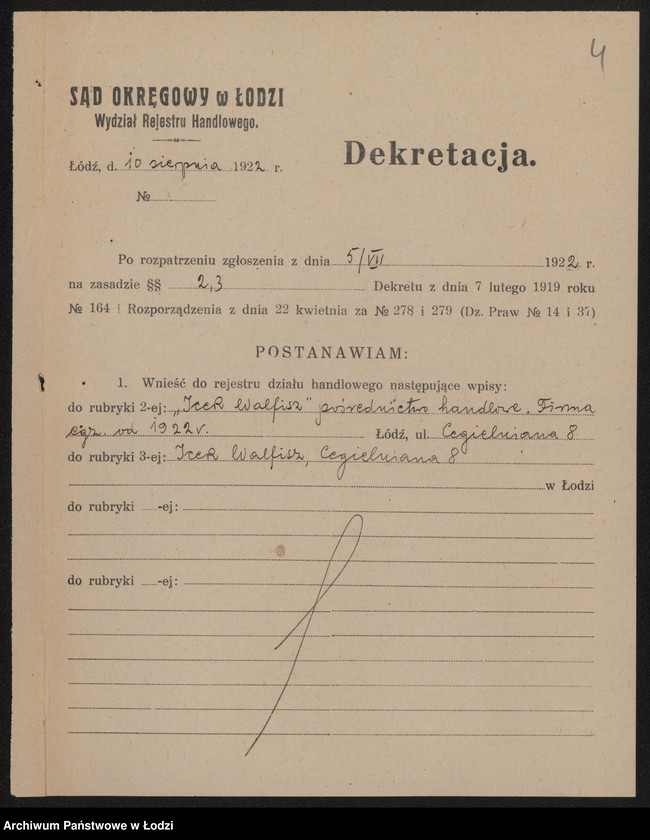 4
SĄD OKRĘGOWY w ŁODZI
Wydział Rejestru Handlowego.
Łódź, d. 10 sierpnia 1922 r.
Dekretacja.
№
Po rozpatrzeniu zgłoszenia z dnia 5/VII 1922 r.
na zasadzie §§ 2,3 Dekretu z dnia 7 lutego 1919 roku
№ 164 i Rozporządzenia z dnia 22 kwietnia za № 278 i 279 (Dz. Praw № 14 i 37)
POSTANAWIAM:
1. Wnieść do rejestru działu handlowego następujące wpisy:
do rubryki 2-ej: „Icek Walfisz" pośrednictwo handlowe. Firma
egz. od 1922 r. Łódź, ul. Cegielniana 8
do rubryki 3-ej: Icek Walfisz, Cegielniana 8
w Łodzi
do rubryki -ej:
do rubryki -ej:
Archiwum Państwowe w Łodzi